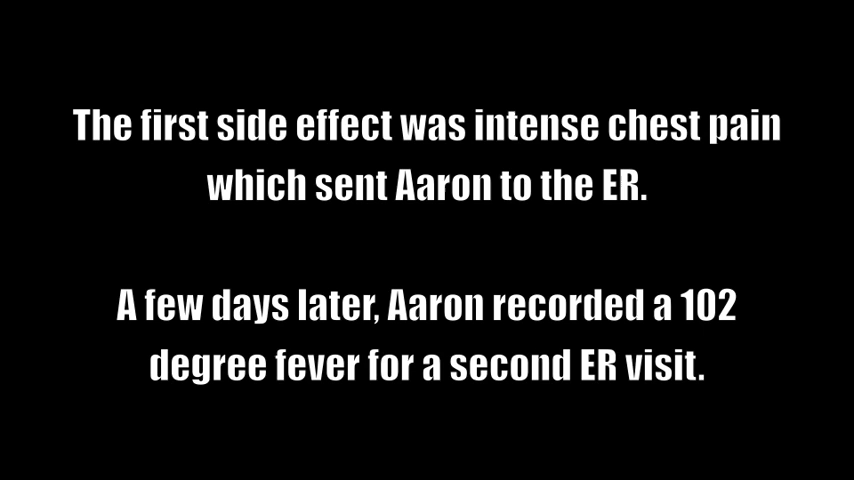 The first side effect was intense chest pain
which sent Aaron to the ER.
A few days later, Aaron recorded a 102
degree fever for a second ER visit.